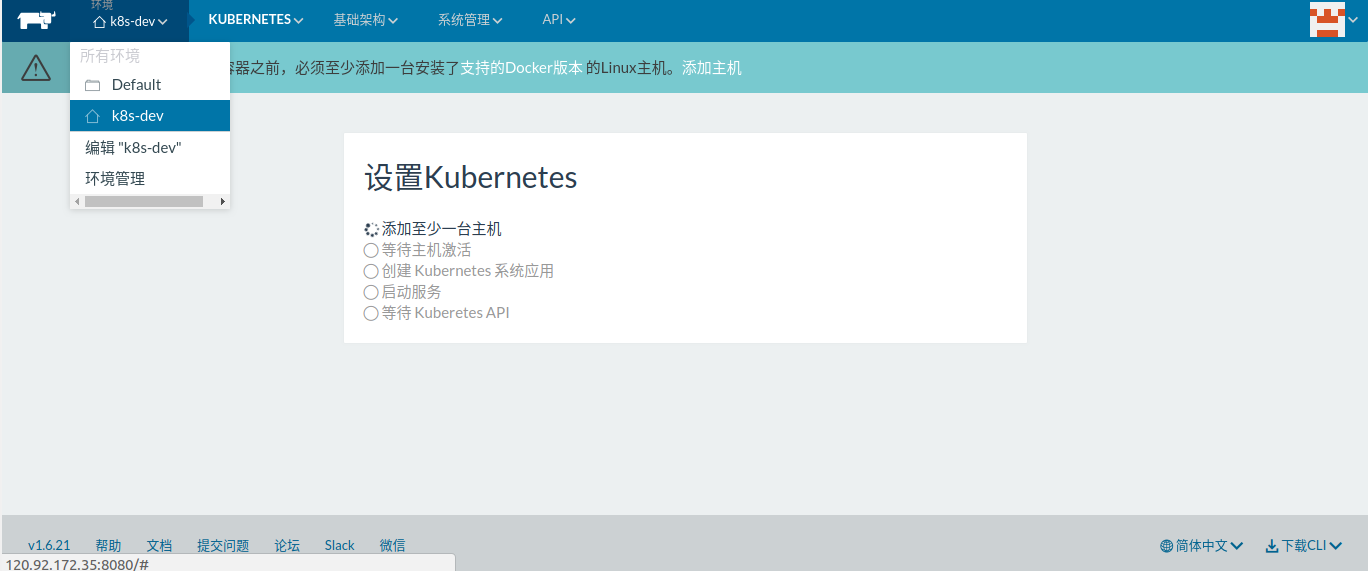 环境
k8s-dev
KUBERNETES
基础架构
系统管理
API
所有环境
Default
k8s-dev
编辑 "k8s-dev"
环境管理
容器之前，必须至少添加一台安装了支持的Docker版本 的Linux主机。添加主机
设置Kubernetes
添加至少一台主机
等待主机激活
创建 Kubernetes 系统应用
启动服务
等待 Kuberetes API
v1.6.21 帮助 文档 提交问题 论坛 Slack 微信 简体中文 下载CLI
120.92.172.35:8080/#